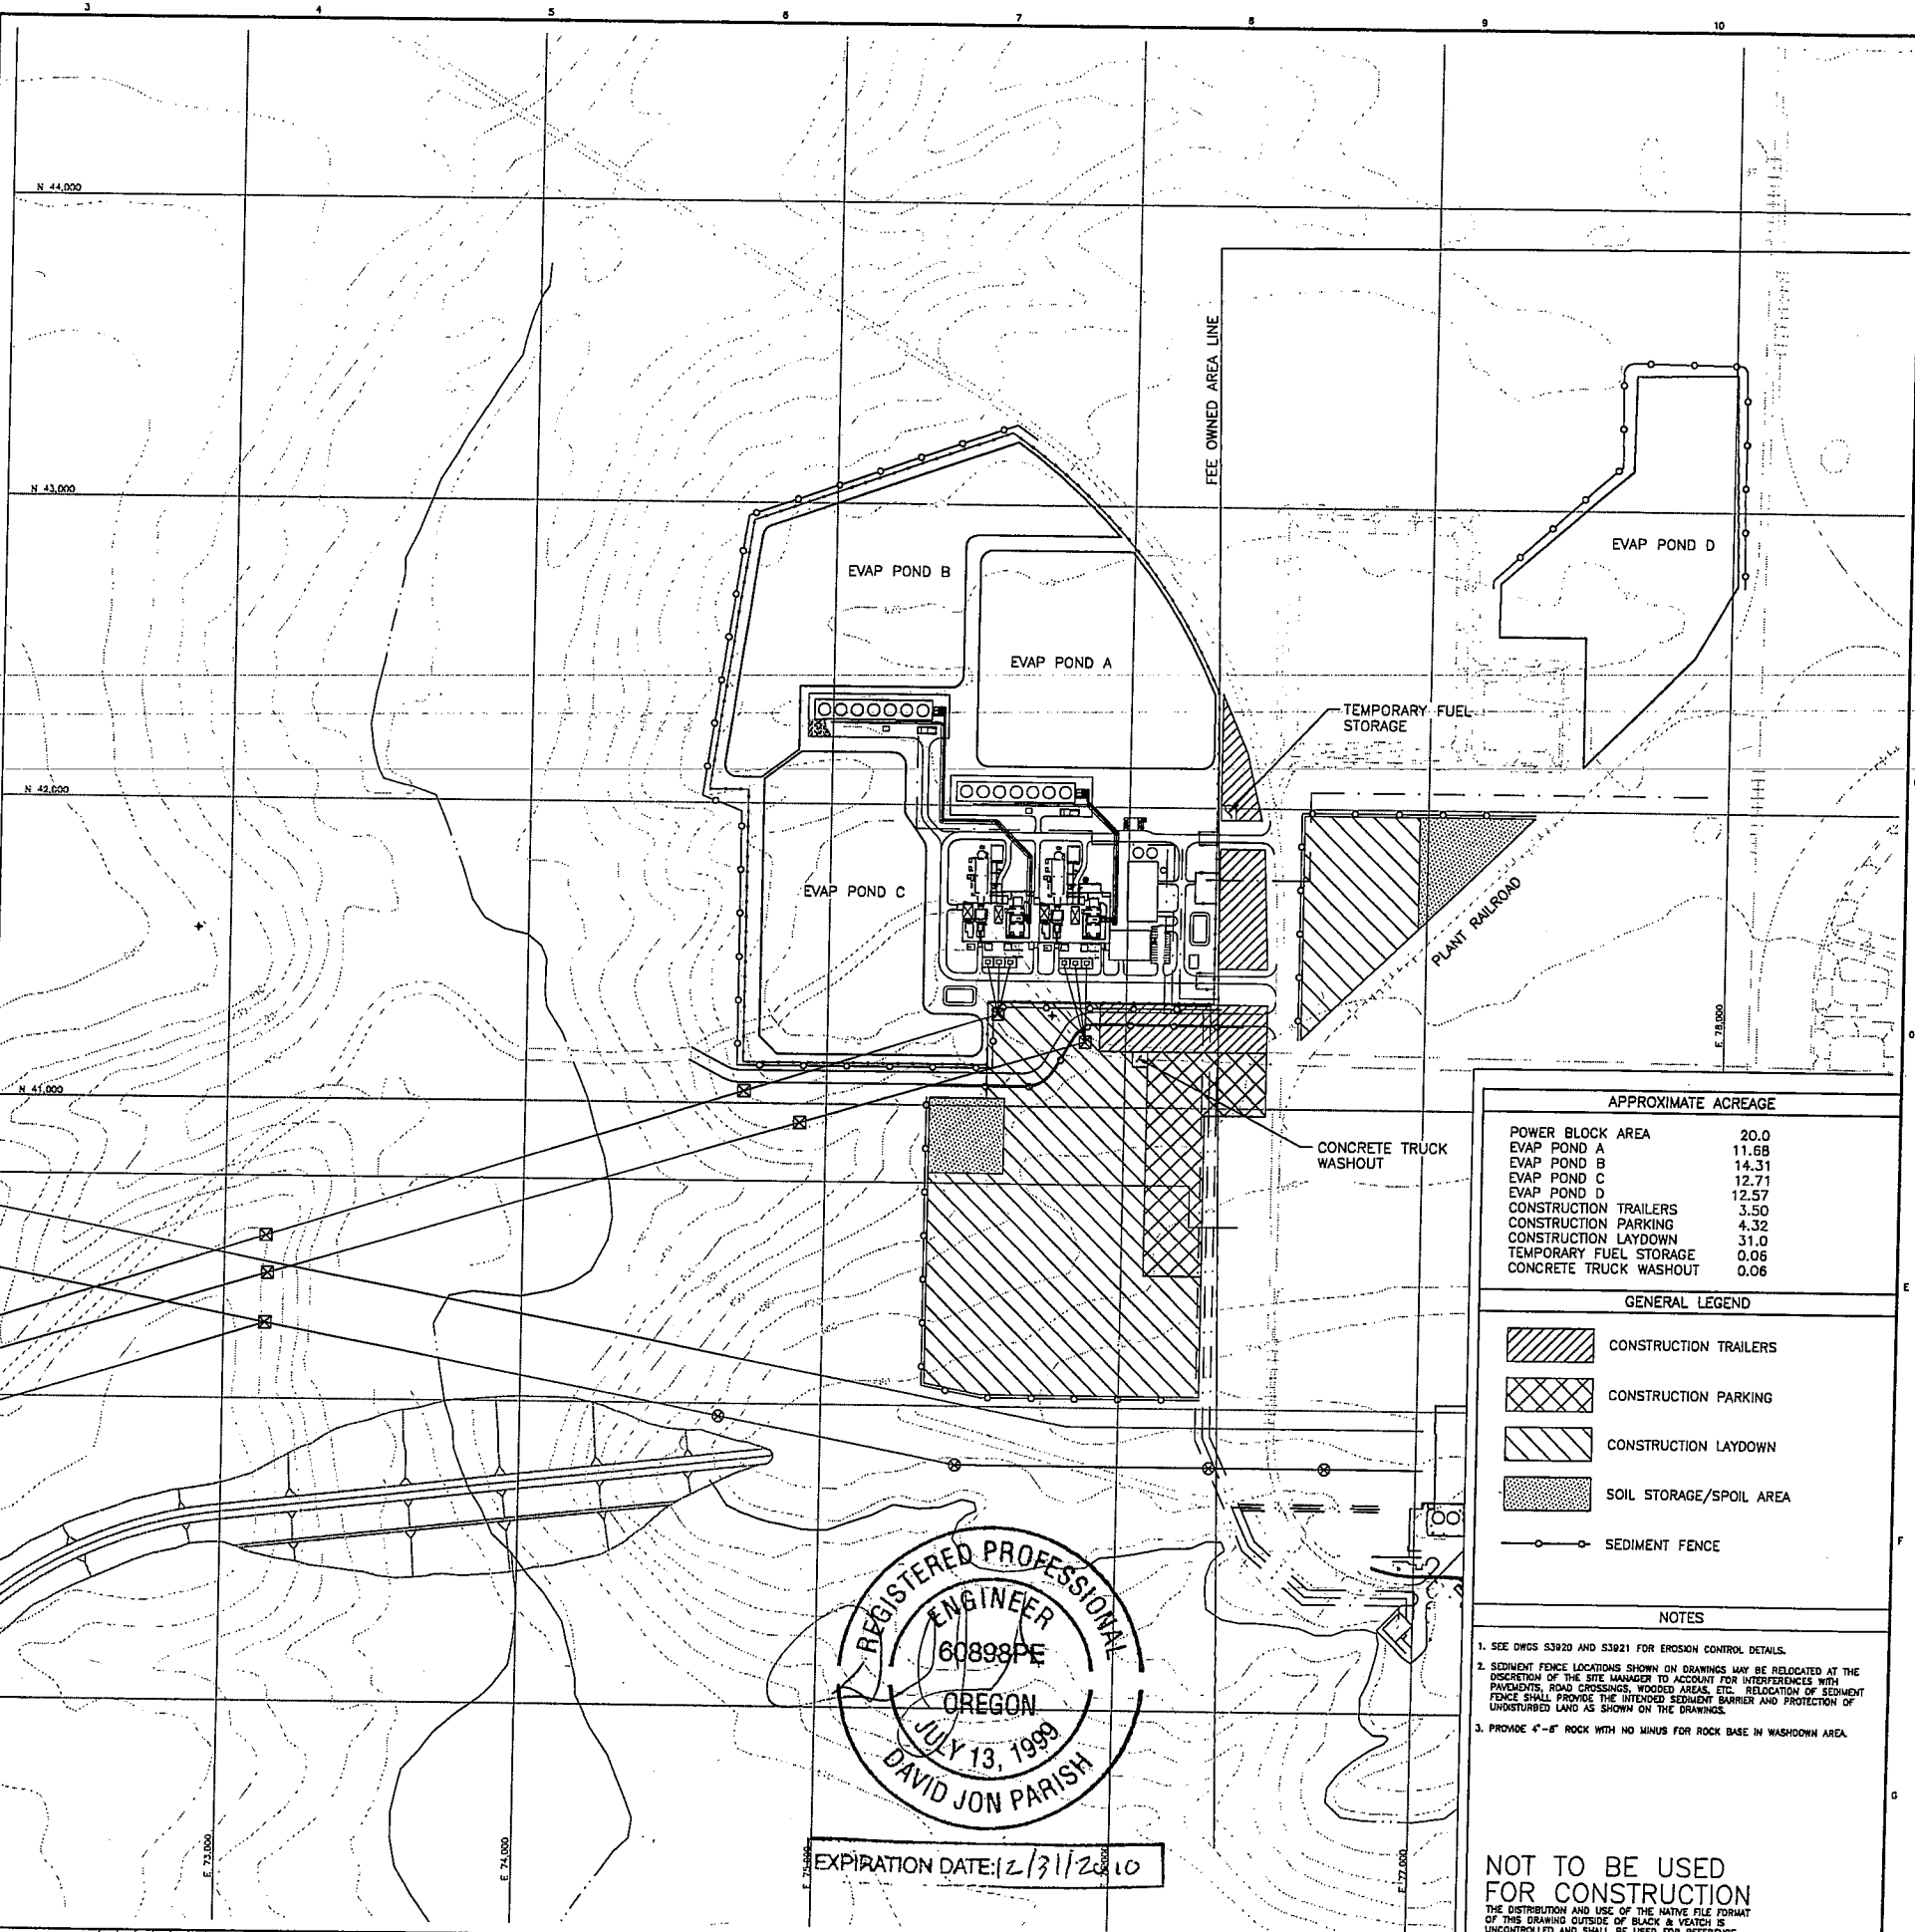 3 4 5 6 7 8 9 10
N 44,000
FEE OWNED AREA LINE
N 43,000
EVAP POND D
EVAP POND B
EVAP POND A
TEMPORARY FUEL
STORAGE
N 42,000
EVAP POND C
PLANT RAILROAD
E 78,000
D
N 41,000
CONCRETE TRUCK
WASHOUT
APPROXIMATE ACREAGE
POWER BLOCK AREA 20.0
EVAP POND A 11.68
EVAP POND B 14.31
EVAP POND C 12.71
EVAP POND D 12.57
CONSTRUCTION TRAILERS 3.50
CONSTRUCTION PARKING 4.32
CONSTRUCTION LAYDOWN 31.0
TEMPORARY FUEL STORAGE 0.06
CONCRETE TRUCK WASHOUT 0.06
E
GENERAL LEGEND
CONSTRUCTION TRAILERS
CONSTRUCTION PARKING
CONSTRUCTION LAYDOWN
SOIL STORAGE/SPOIL AREA
SEDIMENT FENCE
F
NOTES
1. SEE DWGS S3920 AND S3921 FOR EROSION CONTROL DETAILS.
2. SEDIMENT FENCE LOCATIONS SHOWN ON DRAWINGS MAY BE RELOCATED AT THE
DISCRETION OF THE SITE MANAGER TO ACCOUNT FOR INTERFERENCES WITH
PAVEMENTS, ROAD CROSSINGS, WOODED AREAS, ETC. RELOCATION OF SEDIMENT
FENCE SHALL PROVIDE THE INTENDED SEDIMENT BARRIER AND PROTECTION OF
UNDISTURBED LAND AS SHOWN ON THE DRAWINGS.
3. PROVIDE 4"-6" ROCK WITH NO MINUS FOR ROCK BASE IN WASHDOWN AREA.
G
REGISTERED PROFESSIONAL
ENGINEER
60898PE
OREGON
JULY 13, 1999
DAVID JON PARISH
EXPIRATION DATE: 12/31/2010
E 73,000
E 74,000
E 75,000
E 77,000
NOT TO BE USED
FOR CONSTRUCTION
THE DISTRIBUTION AND USE OF THE NATIVE FILE FORMAT
OF THIS DRAWING OUTSIDE OF BLACK & VEATCH IS
UNCONTROLLED AND SHALL BE USED FOR REFERENCE